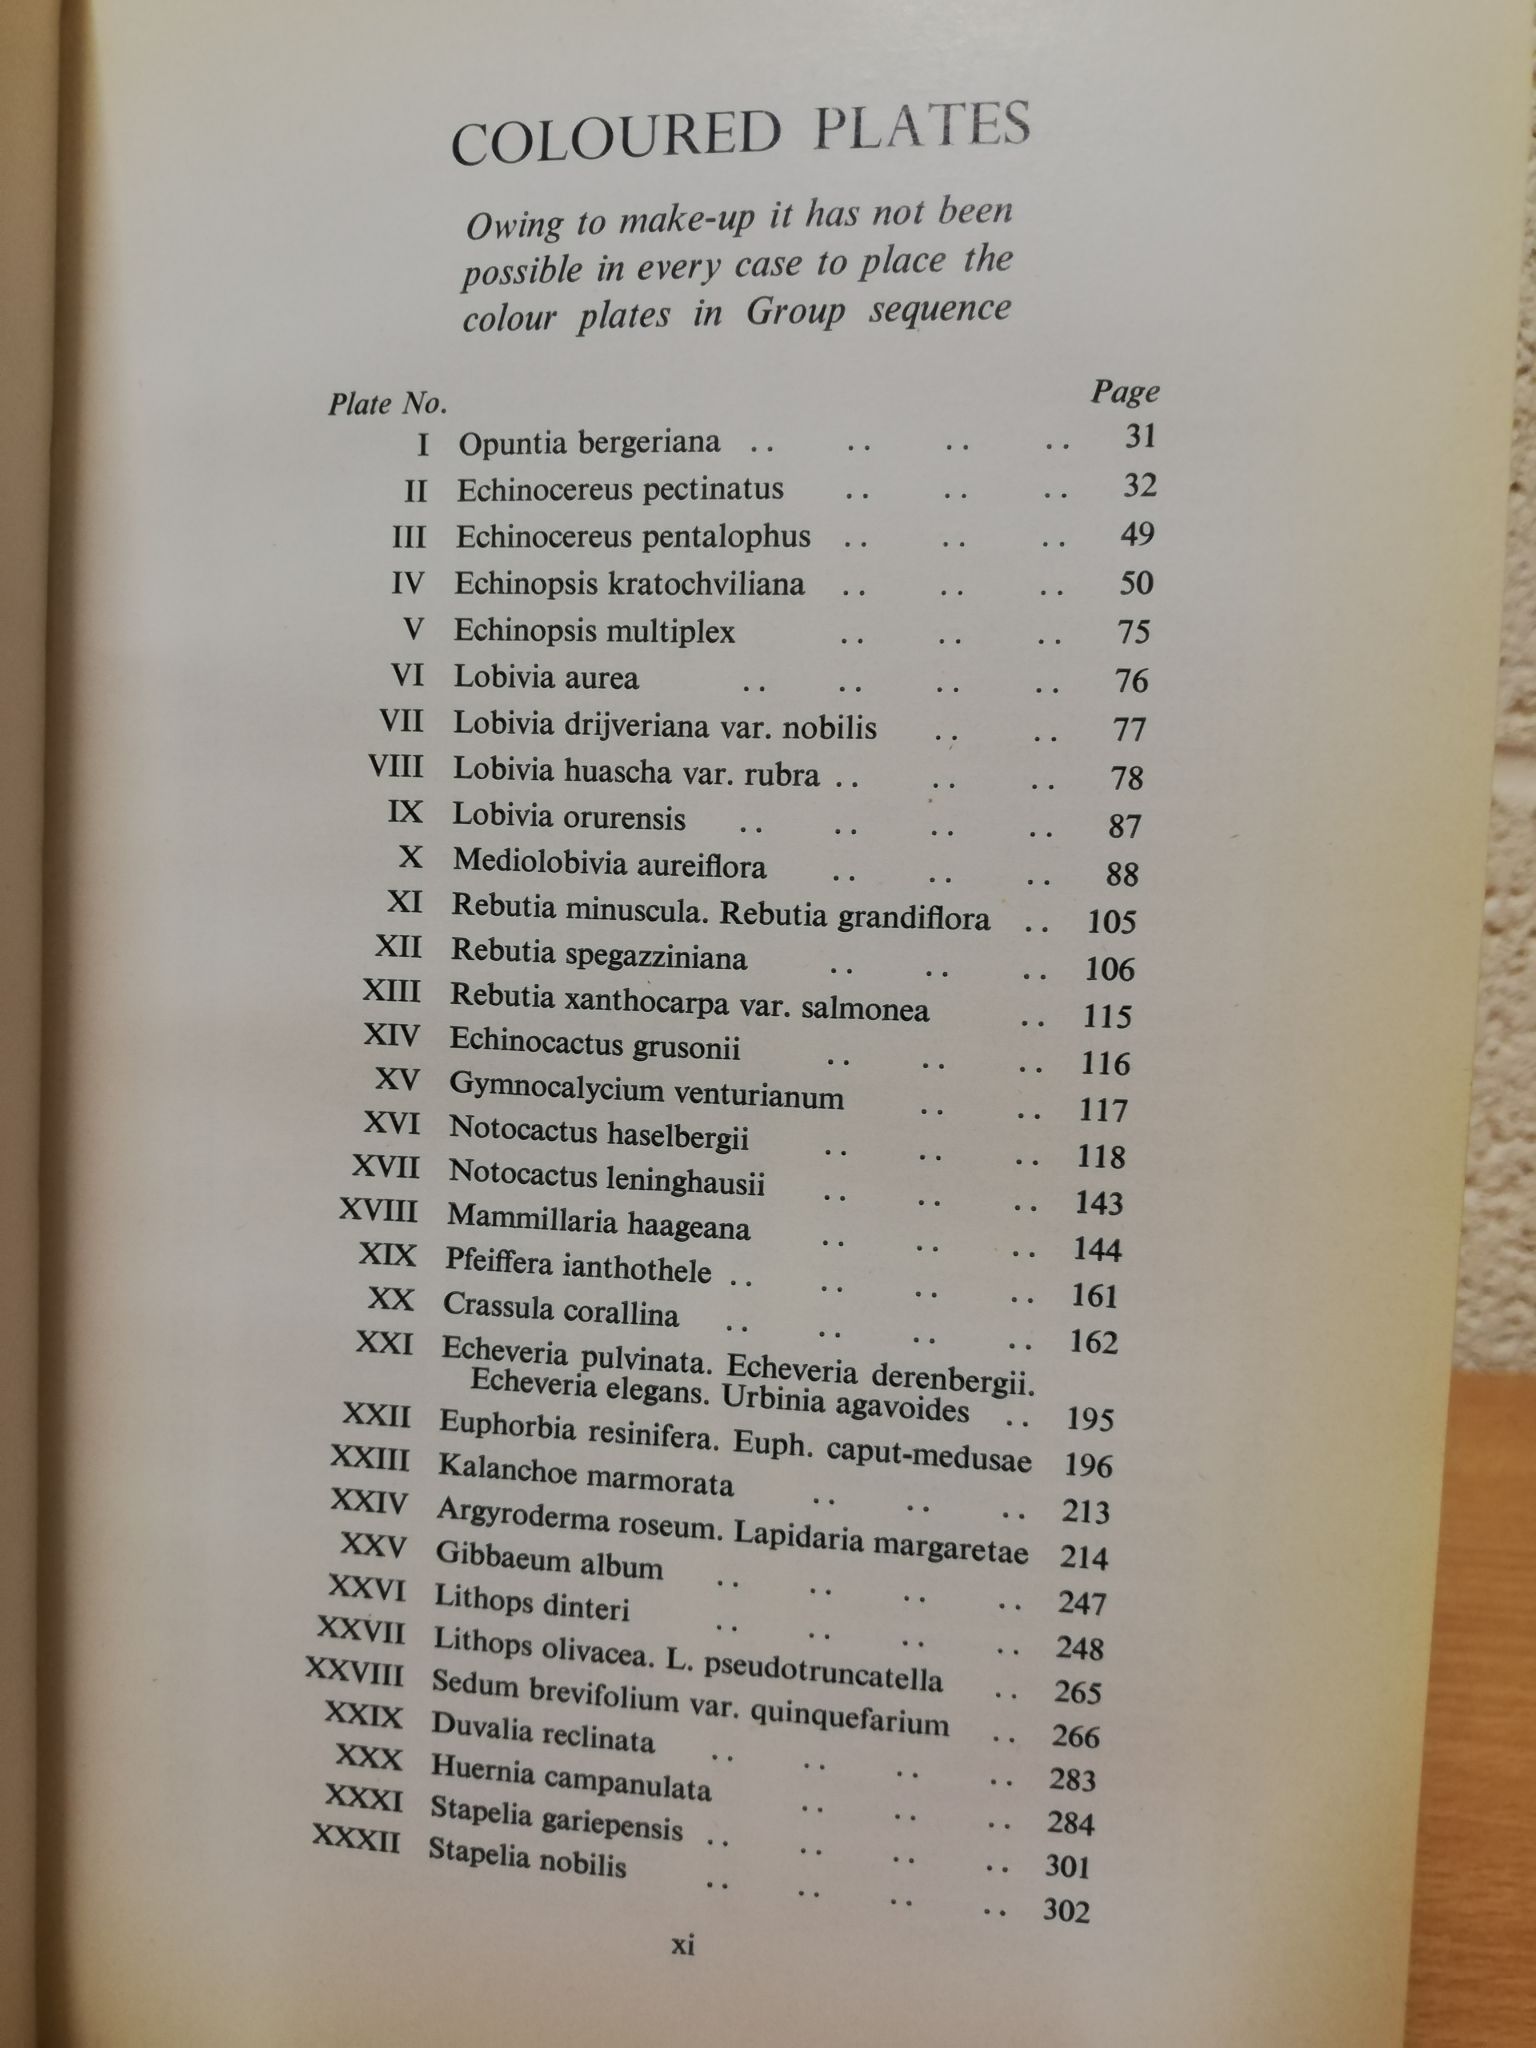 COLOURED PLATES
Owing to make-up it has not been
possible in every case to place the
colour plates in Group sequence
Plate No. Page
I Opuntia bergeriana .. .. .. .. 31
II Echinocereus pectinatus .. .. .. 32
III Echinocereus pentalophus .. .. .. 49
IV Echinopsis kratochviliana .. .. .. 50
V Echinopsis multiplex .. .. .. 75
VI Lobivia aurea .. .. .. .. 76
VII Lobivia drijveriana var. nobilis .. .. 77
VIII Lobivia huascha var. rubra .. .. .. 78
IX Lobivia orurensis .. .. .. .. 87
X Mediolobivia aureiflora .. .. .. 88
XI Rebutia minuscula. Rebutia grandiflora .. 105
XII Rebutia spegazziniana .. .. .. 106
XIII Rebutia xanthocarpa var. salmonea .. 115
XIV Echinocactus grusonii .. .. .. 116
XV Gymnocalycium venturianum .. .. 117
XVI Notocactus haselbergii .. .. .. 118
XVII Notocactus leninghausii .. .. .. 143
XVIII Mammillaria haageana .. .. .. 144
XIX Pfeiffera ianthothele .. .. .. .. 161
XX Crassula corallina .. .. .. .. 162
XXI Echeveria pulvinata. Echeveria derenbergii.
Echeveria elegans. Urbinia agavoides .. 195
XXII Euphorbia resinifera. Euph. caput-medusae 196
XXIII Kalanchoe marmorata .. .. .. 213
XXIV Argyroderma roseum. Lapidaria margaretae 214
XXV Gibbaeum album .. .. .. .. 247
XXVI Lithops dinteri .. .. .. .. 248
XXVII Lithops olivacea. L. pseudotruncatella .. 265
XXVIII Sedum brevifolium var. quinquefarium .. 266
XXIX Duvalia reclinata .. .. .. .. 283
XXX Huernia campanulata .. .. .. 284
XXXI Stapelia gariepensis .. .. .. .. 301
XXXII Stapelia nobilis .. .. .. .. 302
xi